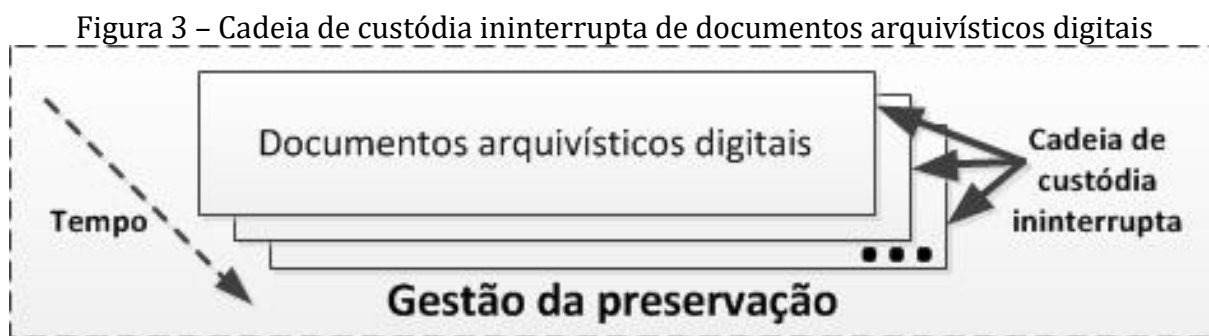 Figura 3 – Cadeia de custódia ininterrupta de documentos arquivísticos digitais
Documentos arquivísticos digitais
Cadeia de
custódia
ininterrupta
Tempo
Gestão da preservação